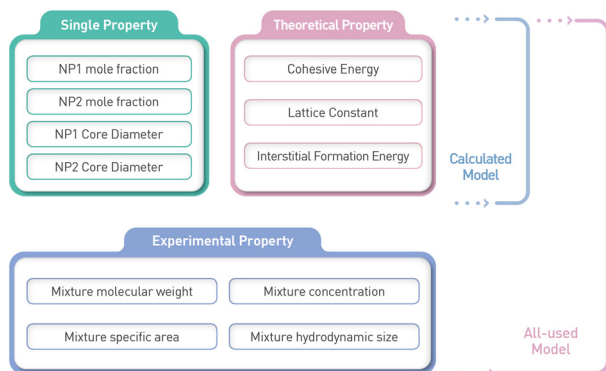 Single Property
NP1 mole fraction
NP2 mole fraction
NP1 Core Diameter
NP2 Core Diameter
Theoretical Property
Cohesive Energy
Lattice Constant
Interstitial Formation Energy
Calculated
Model
Experimental Property
Mixture molecular weight
Mixture concentration
Mixture specific area
Mixture hydrodynamic size
All-used
Model